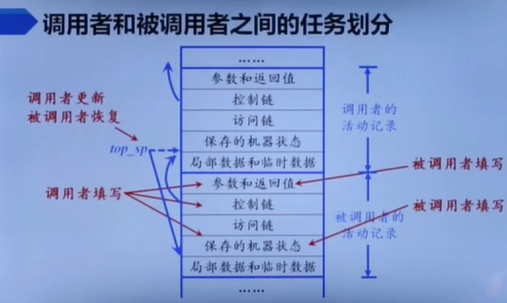 调用者和被调用者之间的任务划分
……
参数和返回值
控制链
访问链
保存的机器状态
局部数据和临时数据
参数和返回值
控制链
访问链
保存的机器状态
局部数据和临时数据
……
调用者更新
被调用者恢复
top_sp
调用者填写
调用者的
活动记录
被调用者填写
被调用者的
活动记录
被调用者填写